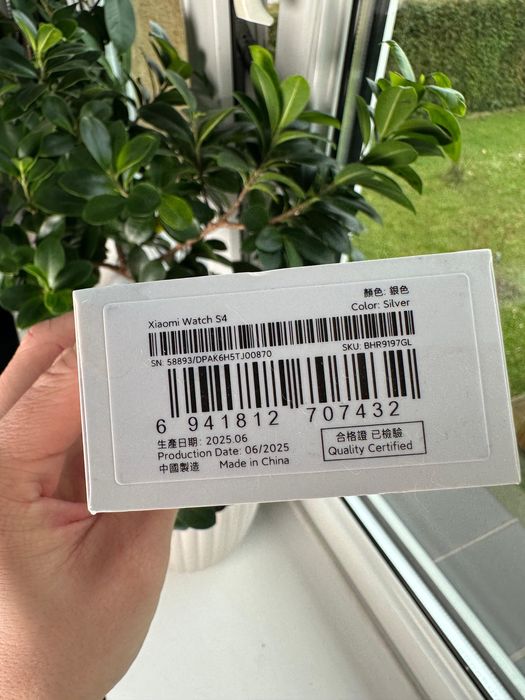 顏色: 銀色
Xiaomi Watch S4
Color: Silver
SN: 58893/DPAK6H5TJ00870
SKU: BHR9197GL
6 941812 707432
生產日期: 2025.06
Production Date: 06/2025
中國製造 Made in China
合格證 已檢驗
Quality Certified